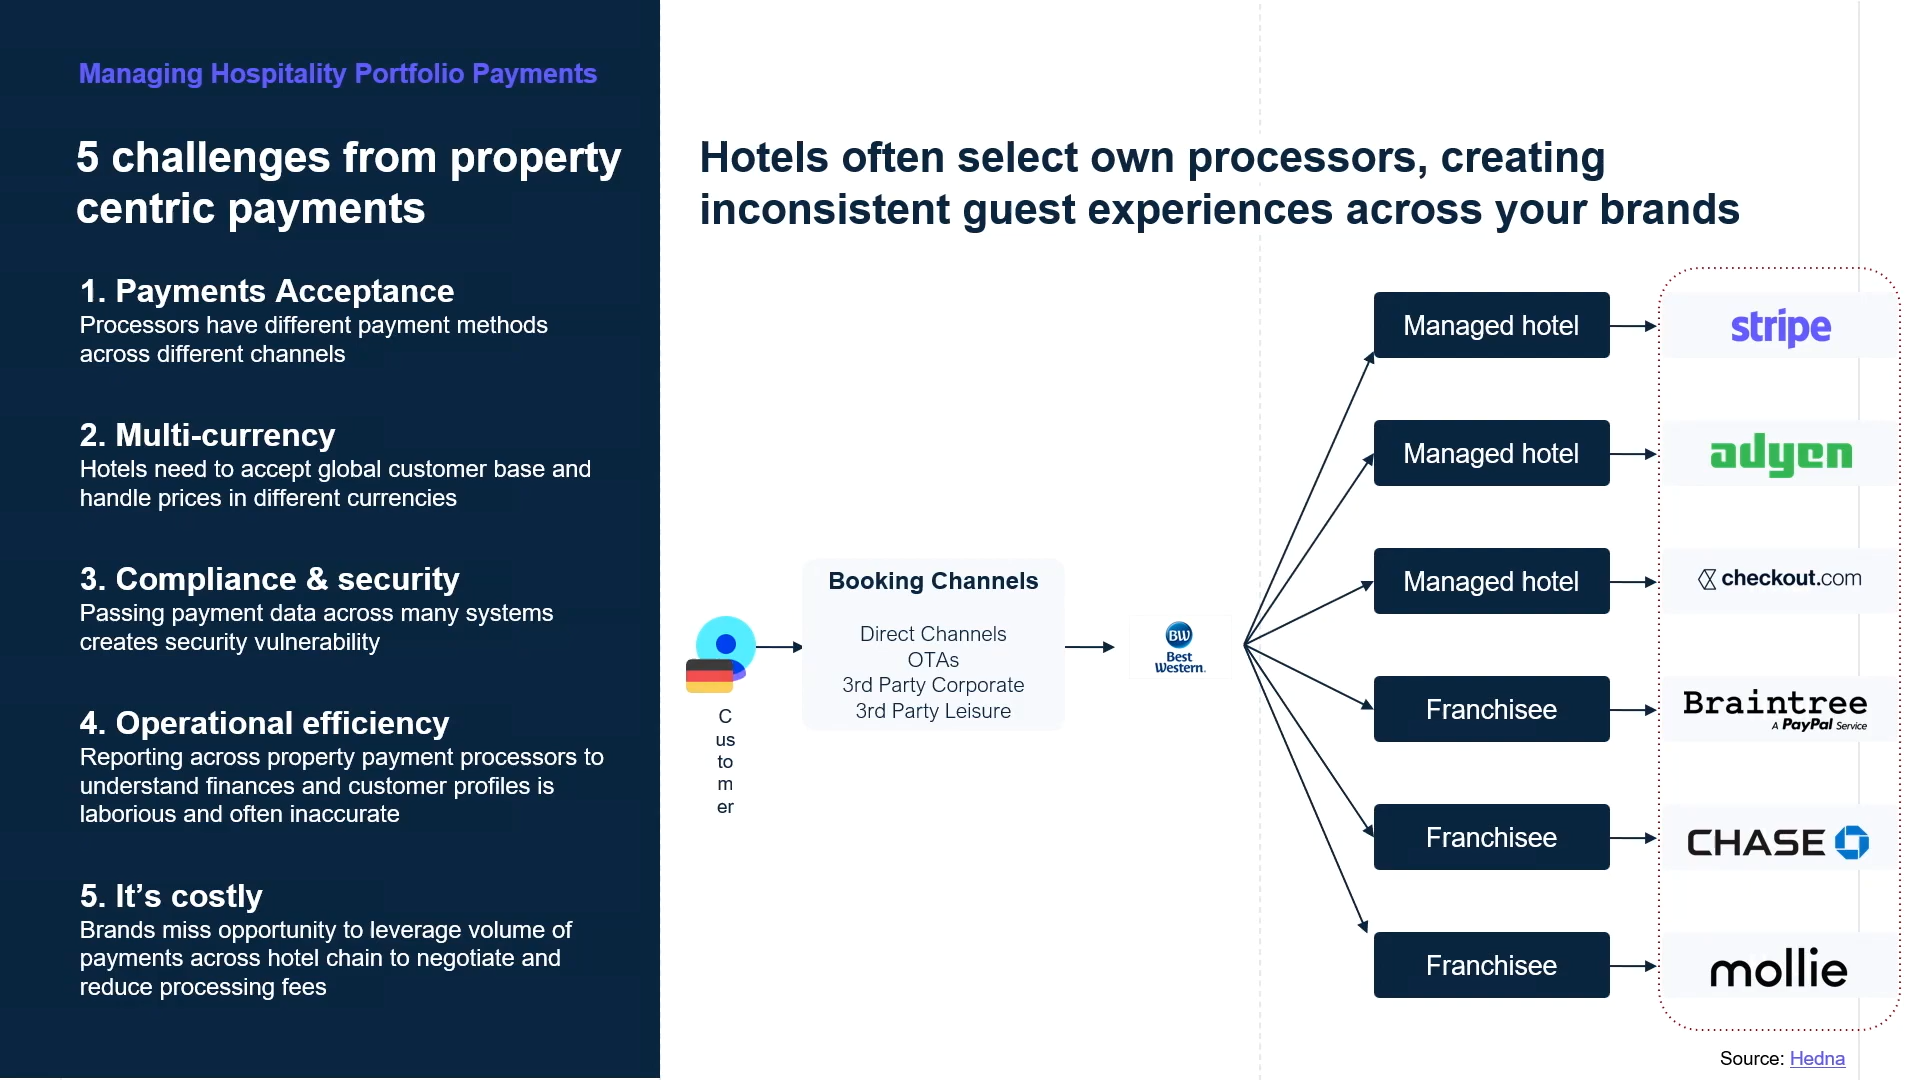 Managing Hospitality Portfolio Payments
5 challenges from property
centric payments
1. Payments Acceptance
Processors have different payment methods
across different channels
2. Multi-currency
Hotels need to accept global customer base and
handle prices in different currencies
3. Compliance & security
Passing payment data across many systems
creates security vulnerability
4. Operational efficiency
Reporting across property payment processors to
understand finances and customer profiles is
laborious and often inaccurate
5. It’s costly
Brands miss opportunity to leverage volume of
payments across hotel chain to negotiate and
reduce processing fees
Hotels often select own processors, creating
inconsistent guest experiences across your brands
C
us
to
m
er
Booking Channels
Direct Channels
OTAs
3rd Party Corporate
3rd Party Leisure
BW
Best
Western.
Managed hotel
stripe
Managed hotel
adyen
Managed hotel
checkout.com
Franchisee
Braintree
A PayPal Service
Franchisee
CHASE
Franchisee
mollie
Source: Hedna